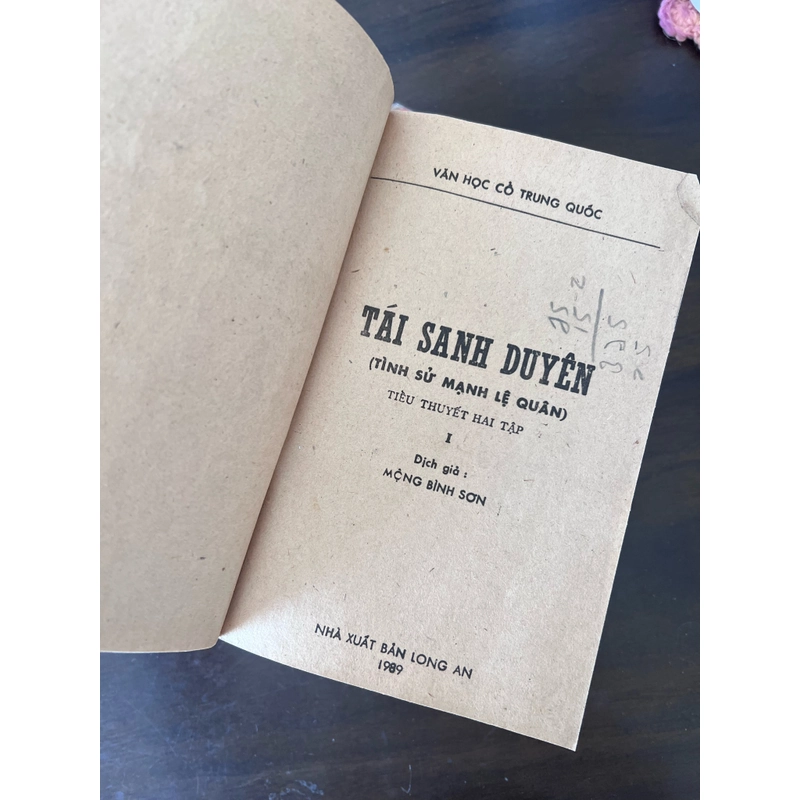 VĂN HỌC CỔ TRUNG QUỐC
TÁI SANH DUYÊN
(TÌNH SỬ MẠNH LỆ QUÂN)
TIỂU THUYẾT HAI TẬP
I
Dịch giả :
MỘNG BÌNH SƠN
NHÀ XUẤT BẢN LONG AN
1989